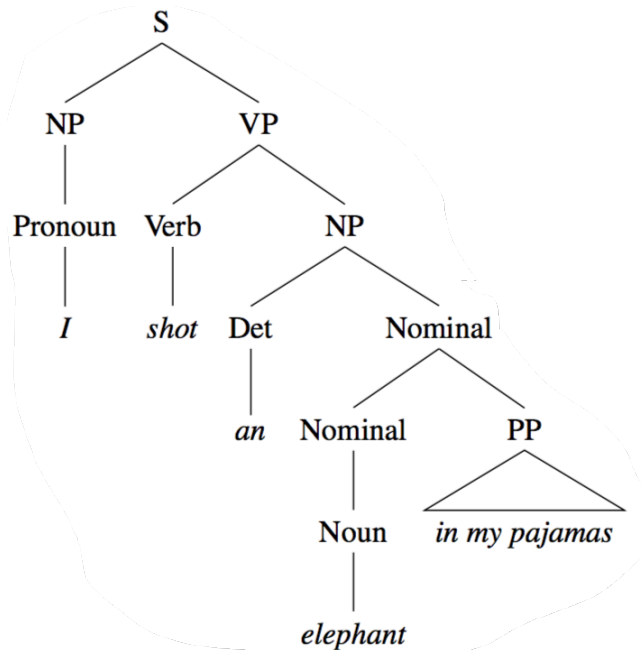 S
NP VP
Pronoun Verb NP
I shot Det Nominal
an Nominal PP
Noun in my pajamas
elephant